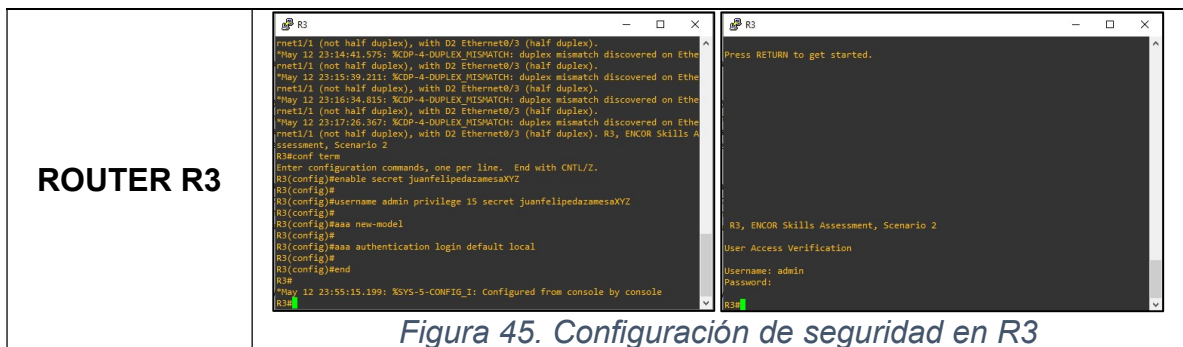 ROUTER R3
R3
rnet1/1 (not half duplex), with D2 Ethernet0/3 (half duplex).
*May 12 23:14:41.575: %CDP-4-DUPLEX_MISMATCH: duplex mismatch discovered on Ethe
rnet1/1 (not half duplex), with D2 Ethernet0/3 (half duplex).
*May 12 23:15:39.211: %CDP-4-DUPLEX_MISMATCH: duplex mismatch discovered on Ethe
rnet1/1 (not half duplex), with D2 Ethernet0/3 (half duplex).
*May 12 23:16:34.815: %CDP-4-DUPLEX_MISMATCH: duplex mismatch discovered on Ethe
rnet1/1 (not half duplex), with D2 Ethernet0/3 (half duplex).
*May 12 23:17:26.367: %CDP-4-DUPLEX_MISMATCH: duplex mismatch discovered on Ethe
rnet1/1 (not half duplex), with D2 Ethernet0/3 (half duplex). R3, ENCOR Skills A
ssessment, Scenario 2
R3#conf term
Enter configuration commands, one per line.  End with CNTL/Z.
R3(config)#enable secret juanfelipedazamesaXYZ
R3(config)#
R3(config)#username admin privilege 15 secret juanfelipedazamesaXYZ
R3(config)#
R3(config)#aaa new-model
R3(config)#
R3(config)#aaa authentication login default local
R3(config)#
R3(config)#end
R3#
*May 12 23:55:15.199: %SYS-5-CONFIG_I: Configured from console by console
R3#
R3
Press RETURN to get started.
R3, ENCOR Skills Assessment, Scenario 2
User Access Verification
Username: admin
Password:
R3#
Figura 45. Configuración de seguridad en R3